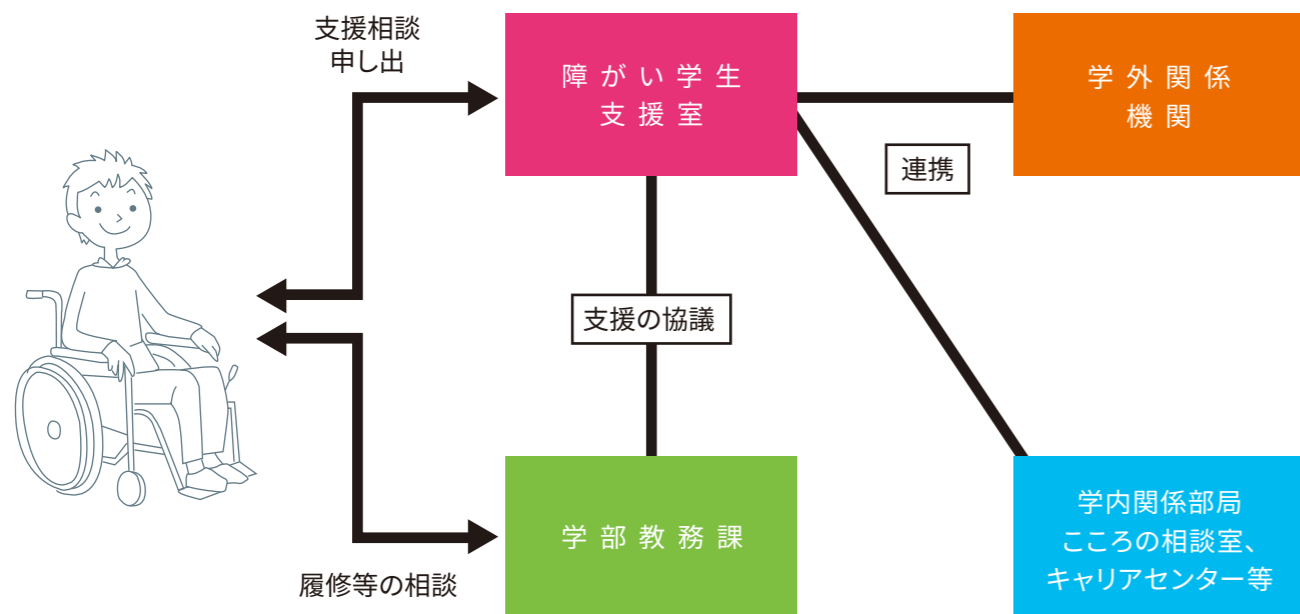 支援相談
申し出
障がい学生
支援室
学外関係
機関
連携
支援の協議
学部教務課
履修等の相談
学内関係部局
こころの相談室、
キャリアセンター等